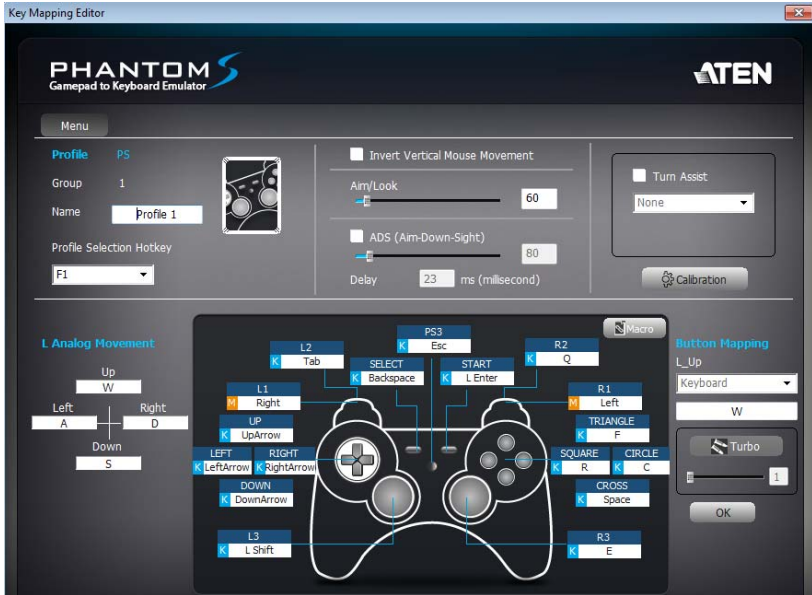 Key Mapping Editor
PHANTOM S
Gamepad to Keyboard Emulator
ATEN
Menu
Profile PS
Group 1
Name Profile 1
Profile Selection Hotkey
F1
Invert Vertical Mouse Movement
Aim/Look
60
ADS (Aim-Down-Sight)
80
Delay 23 ms (milisecond)
Turn Assist
None
Calibration
L Analog Movement
Up
W
Left Right
A D
Down
S
Macro
PS3
K Esc
L2
K Tab
R2
K Q
SELECT
K Backspace
START
K L Enter
L1
M Right
R1
M Left
UP
K UpArrow
TRIANGLE
K F
LEFT
K LeftArrow
RIGHT
K RightArrow
SQUARE
K R
CIRCLE
K C
DOWN
K DownArrow
CROSS
K Space
L3
K L Shift
R3
K E
Button Mapping
L_Up
Keyboard
W
Turbo
1
OK